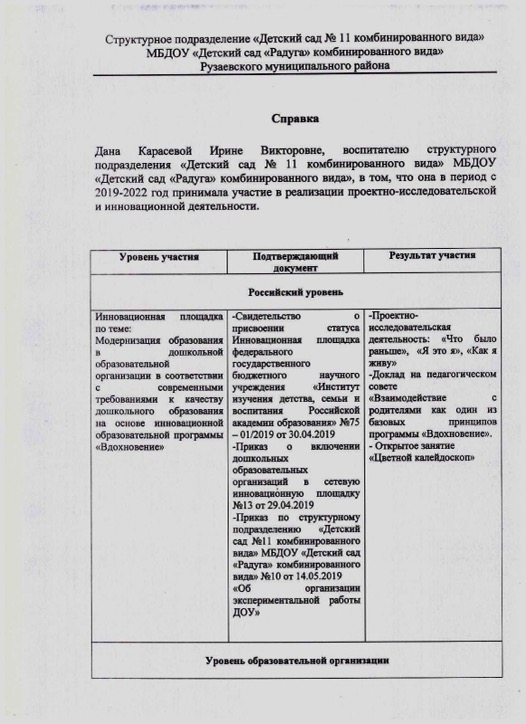 Структурное подразделение «Детский сад № 11 комбинированного вида»
МБДОУ «Детский сад «Радуга» комбинированного вида»
Рузаевского муниципального района
Справка
Дана Карасевой Ирине Викторовне, воспитателю структурного
подразделения «Детский сад № 11 комбинированного вида» МБДОУ
«Детский сад «Радуга» комбинированного вида», в том, что она в период с
2019-2022 год принимала участие в реализации проектно-исследовательской
и инновационной деятельности.
Уровень участия
Подтверждающий
документ
Результат участия
Российский уровень
Инновационная площадка
по теме:
Модернизация образования
в дошкольной
образовательной
организации в соответствии
с современными
требованиями к качеству
дошкольного образования
на основе инновационной
образовательной программы
«Вдохновение»
-Свидетельство о
присвоении статуса
Инновационная площадка
федерального
государственного
бюджетного научного
учреждения «Институт
изучения детства, семьи и
воспитания Российской
академии образования» №75
– 01/2019 от 30.04.2019
-Приказ о включении
дошкольных
образовательных
организаций в сетевую
инновационную площадку
№13 от 29.04.2019
-Приказ по структурному
подразделению «Детский
сад №11 комбинированного
вида» МБДОУ «Детский сад
«Радуга» комбинированного
вида» №10 от 14.05.2019
«Об организации
экспериментальной работы
ДОУ»
-Проектно-
исследовательская
деятельность: «Что было
раньше», «Я это я», «Как я
живу»
-Доклад на педагогическом
совете
«Взаимодействие с
родителями как один из
базовых принципов
программы «Вдохновение».
- Открытое занятие
«Цветной калейдоскоп»
Уровень образовательной организации